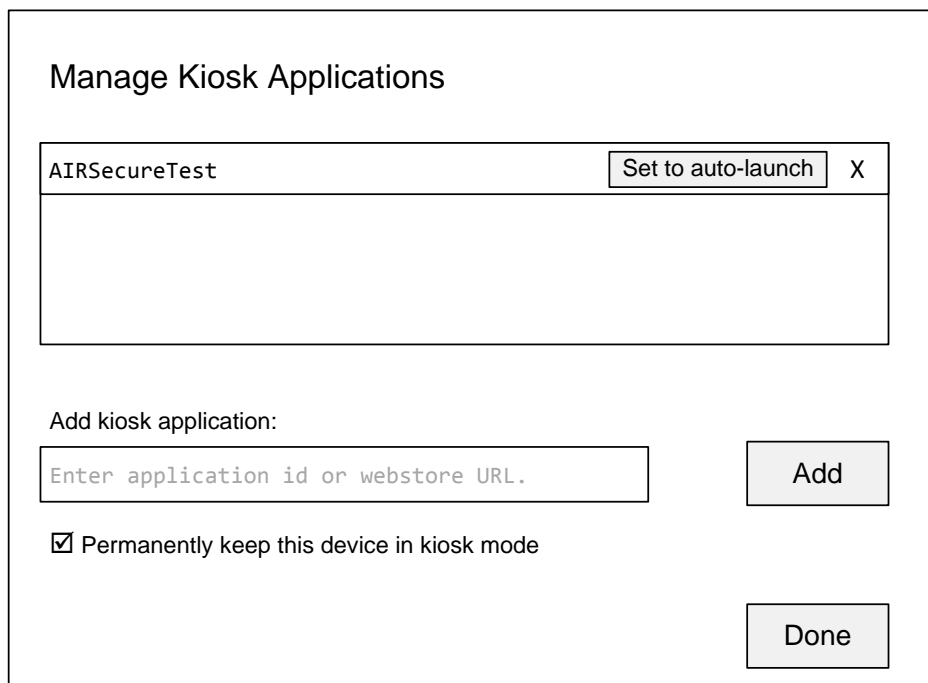 Manage Kiosk Applications
AIRSecureTest Set to auto-launch X
Add kiosk application:
Enter application id or webstore URL. Add
Permanently keep this device in kiosk mode
Done